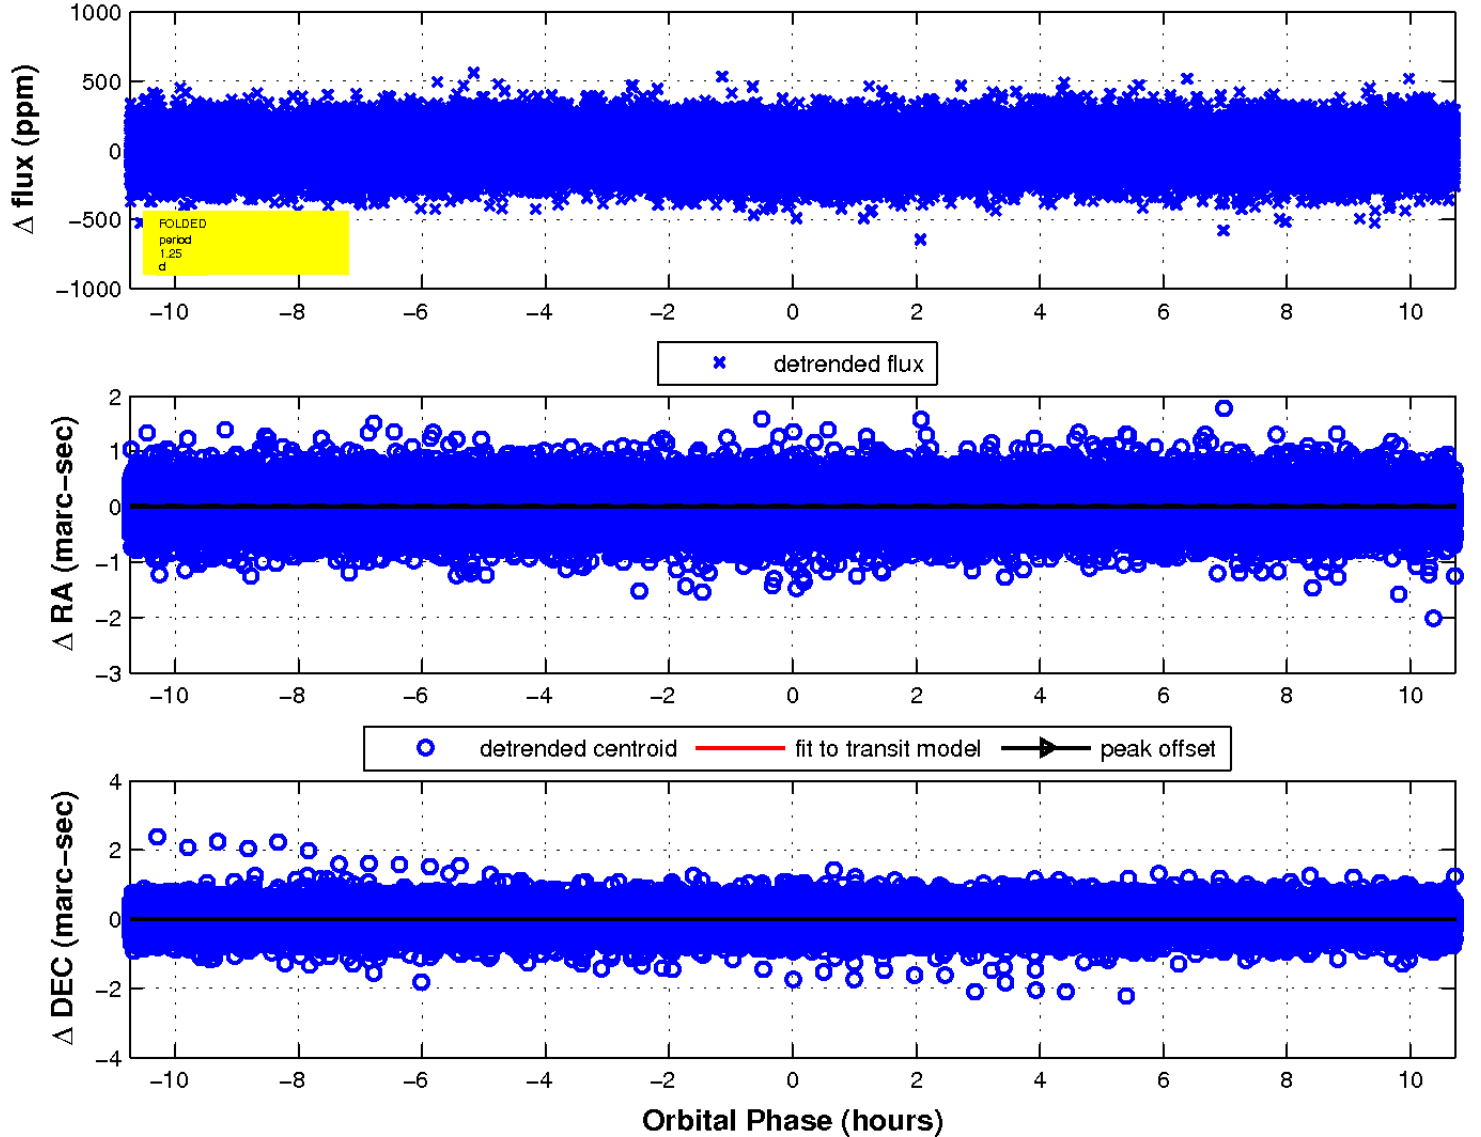 1000
500
0
−500
−1000
Δ flux (ppm)
FOLDED
period
1.25
d
−10 −8 −6 −4 −2 0 2 4 6 8 10
detrended flux
2
1
0
−1
−2
−3
Δ RA (marc−sec)
−10 −8 −6 −4 −2 0 2 4 6 8 10
detrended centroid fit to transit model peak offset
4
2
0
−2
−4
Δ DEC (marc−sec)
−10 −8 −6 −4 −2 0 2 4 6 8 10
Orbital Phase (hours)